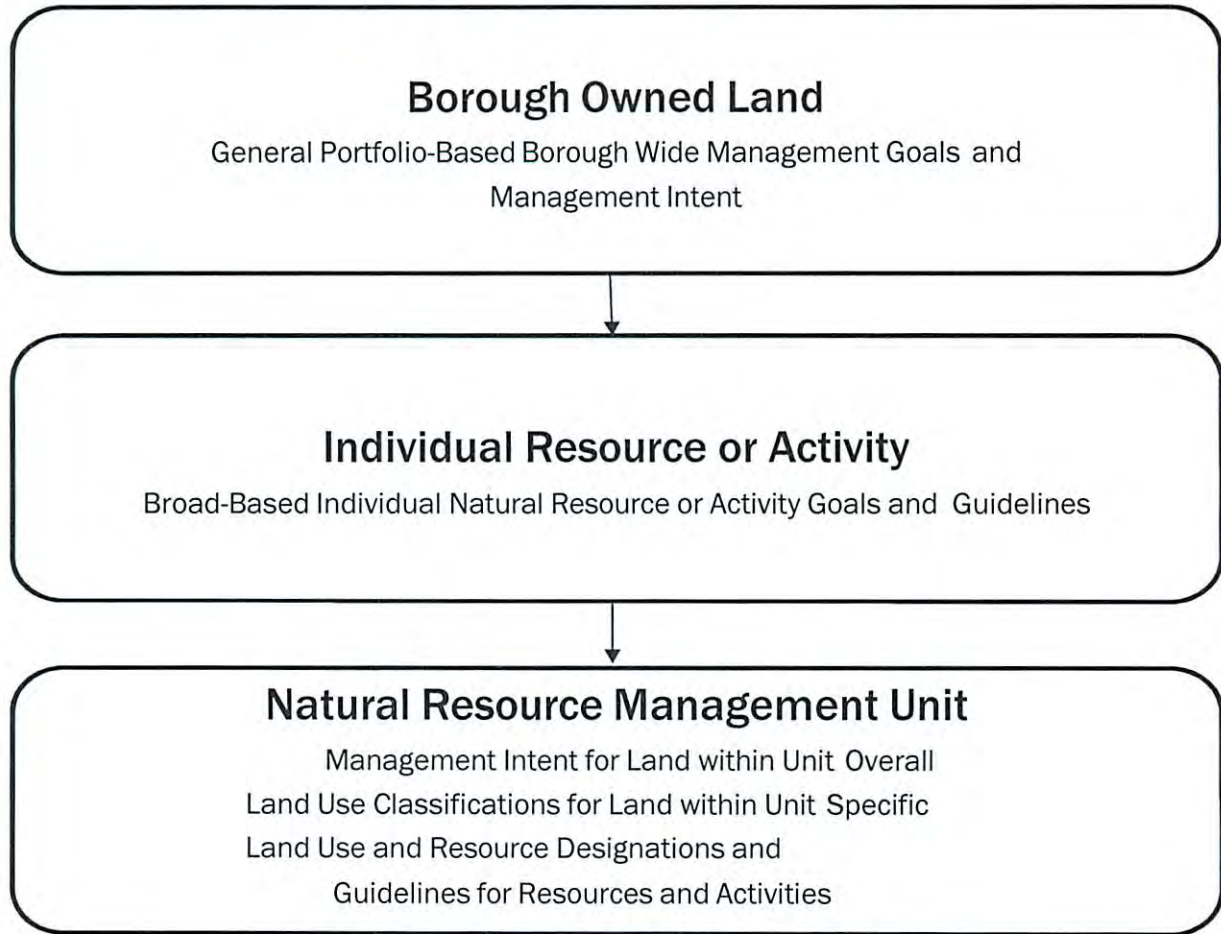 Borough Owned Land
General Portfolio-Based Borough Wide Management Goals and
Management Intent
Individual Resource or Activity
Broad-Based Individual Natural Resource or Activity Goals and Guidelines
Natural Resource Management Unit
Management Intent for Land within Unit Overall
Land Use Classifications for Land within Unit Specific
Land Use and Resource Designations and
Guidelines for Resources and Activities